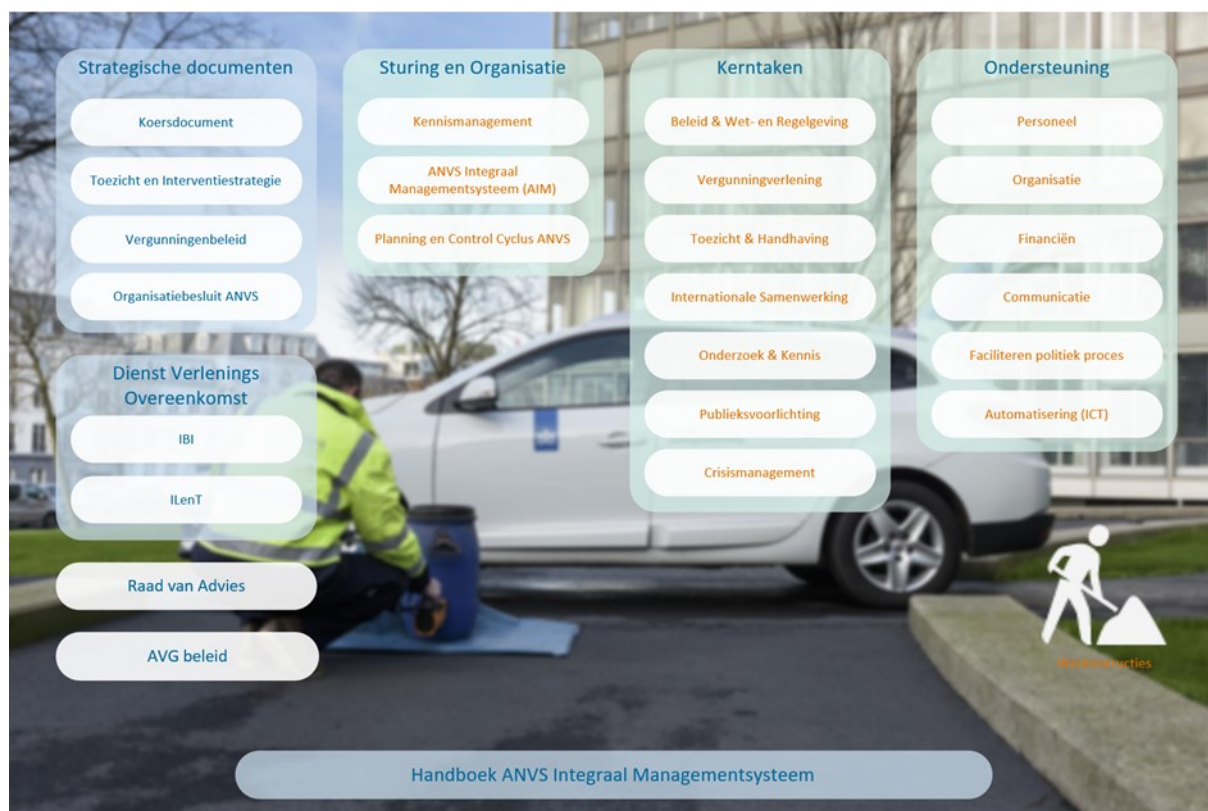 Strategische documenten
Koersdocument
Toezicht en Interventiestrategie
Vergunningenbeleid
Organisatiebesluit ANVS
Dienst Verlenings
Overeenkomst
IBI
ILenT
Raad van Advies
AVG beleid
Sturing en Organisatie
Kennismanagement
ANVS Integraal
Managementsysteem (AIM)
Planning en Control Cyclus ANVS
Kerntaken
Beleid & Wet- en Regelgeving
Vergunningverlening
Toezicht & Handhaving
Internationale Samenwerking
Onderzoek & Kennis
Publieksvoorlichting
Crisismanagement
Ondersteuning
Personeel
Organisatie
Financiën
Communicatie
Faciliteren politiek proces
Automatisering (ICT)
Handboek ANVS Integraal Managementsysteem